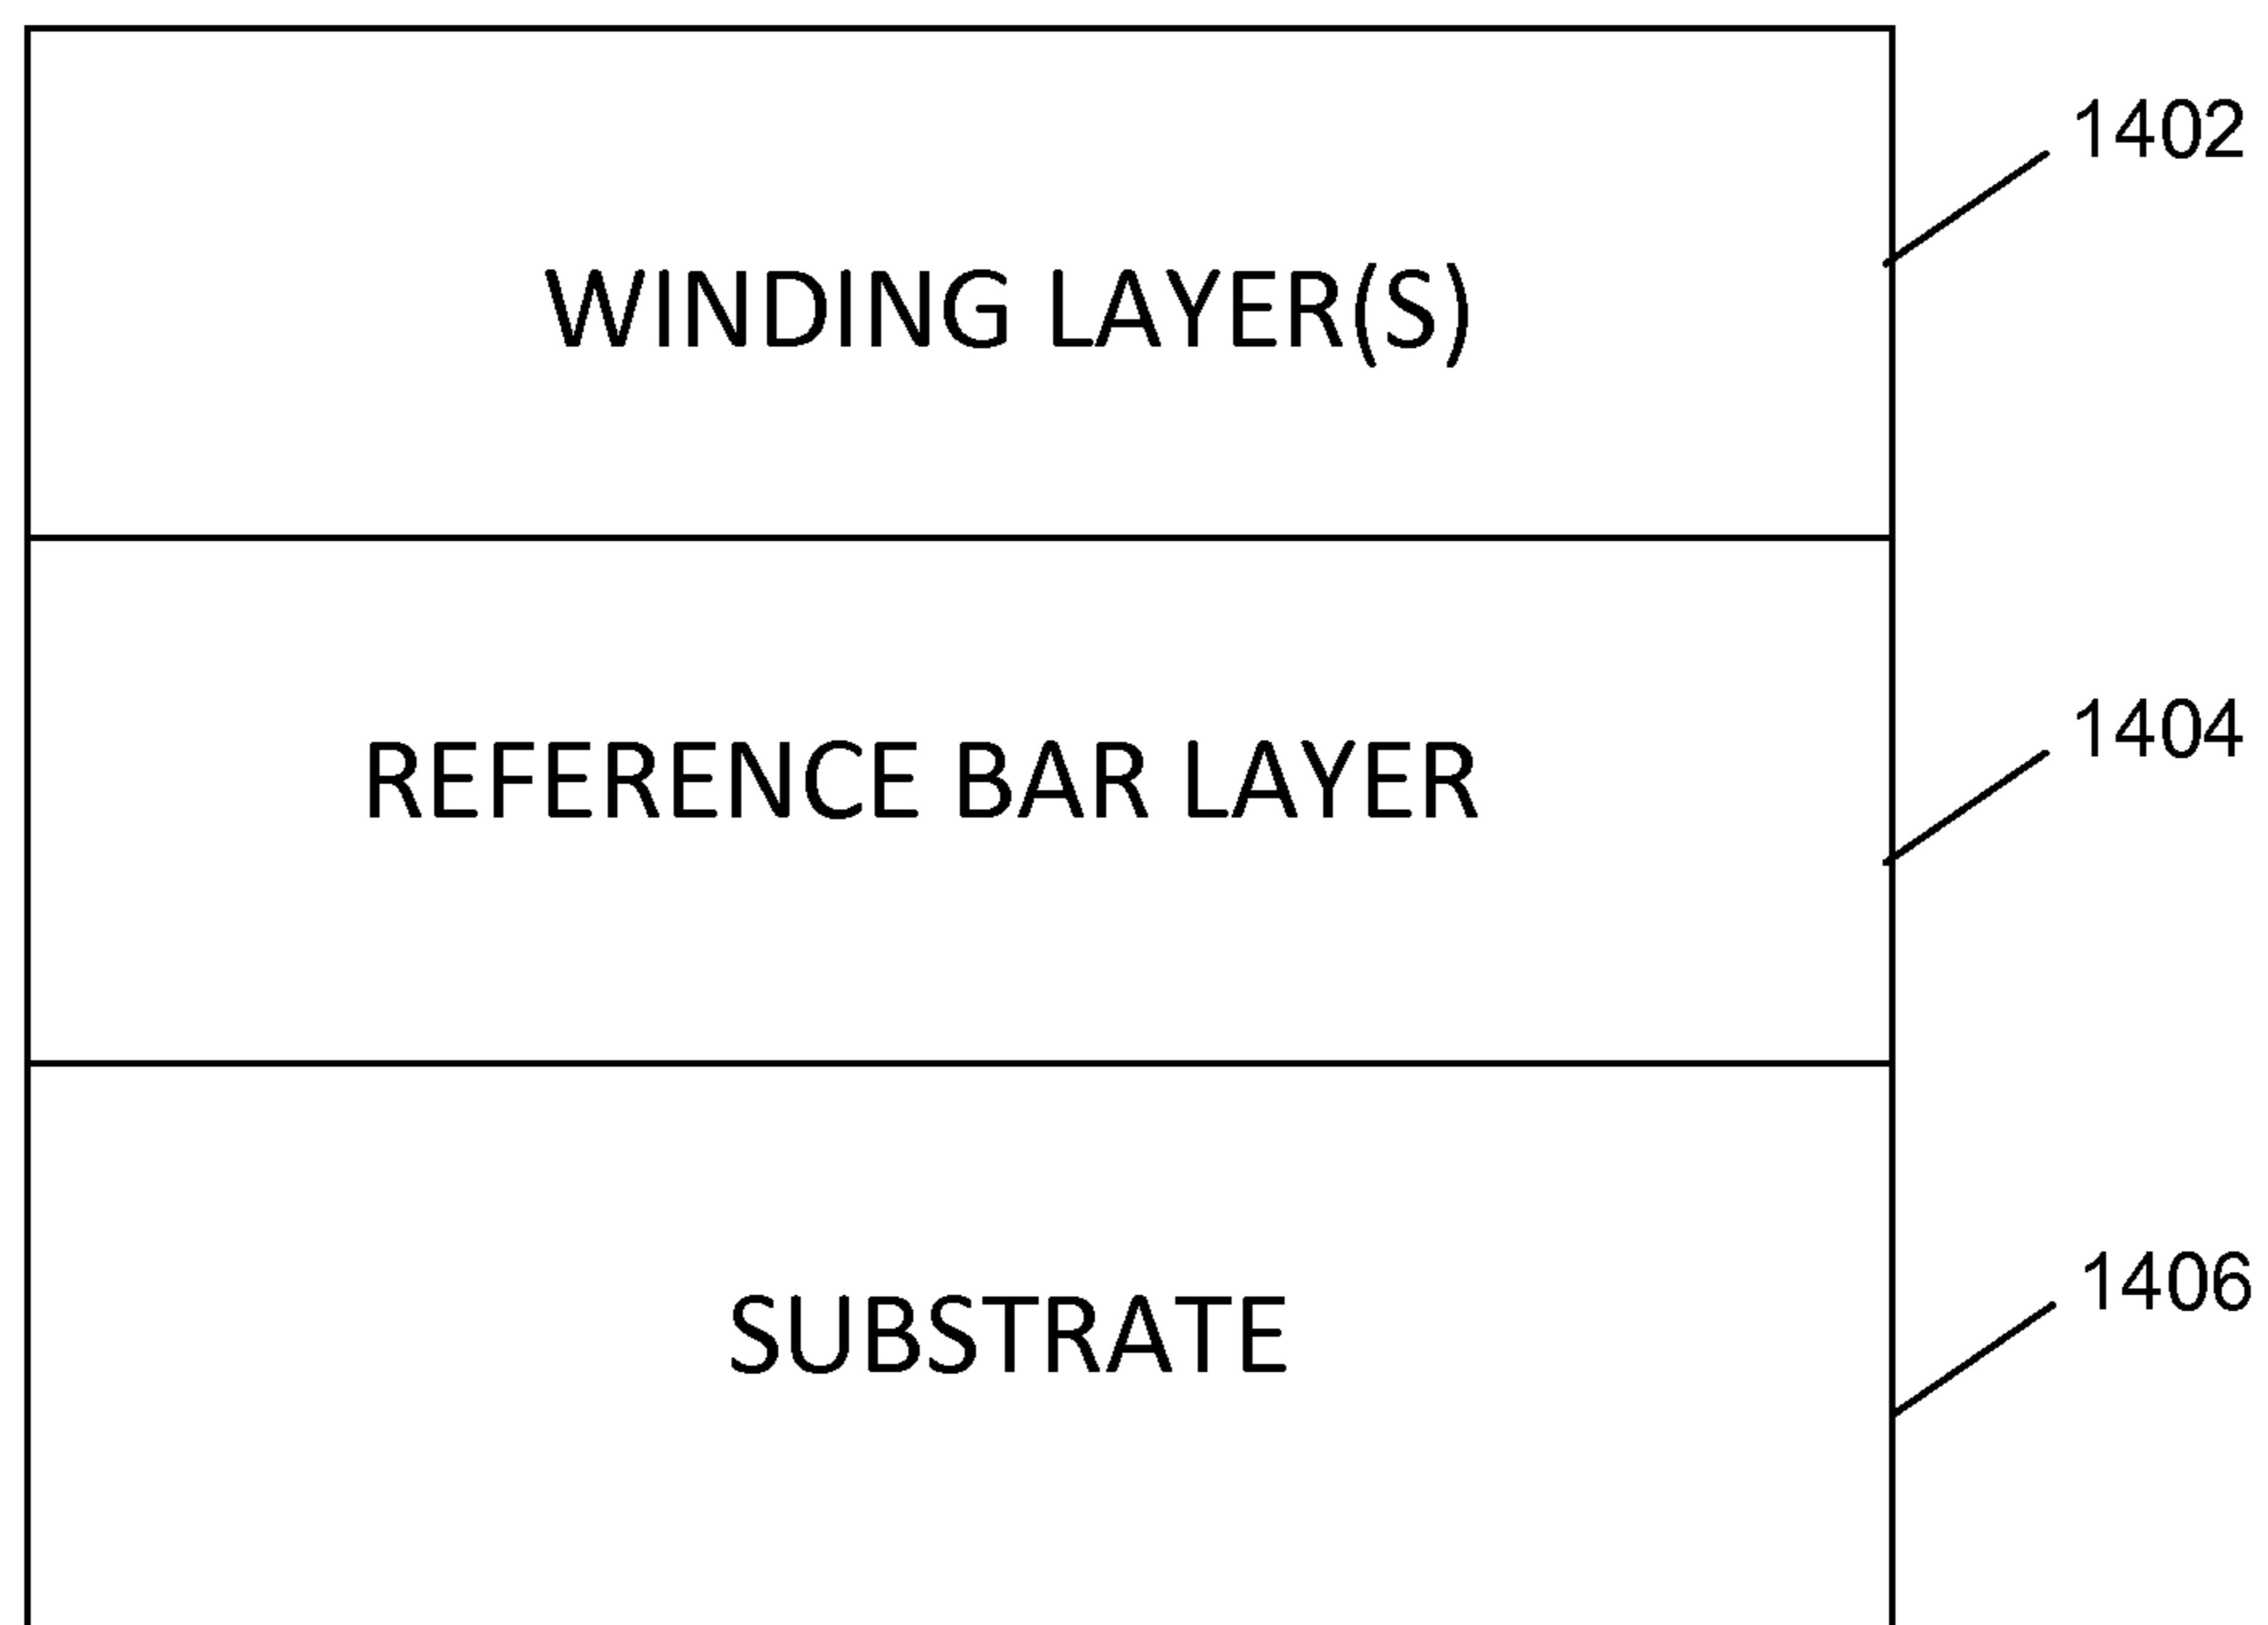 1402
WINDING LAYER(S)
1404
REFERENCE BAR LAYER
1406
SUBSTRATE